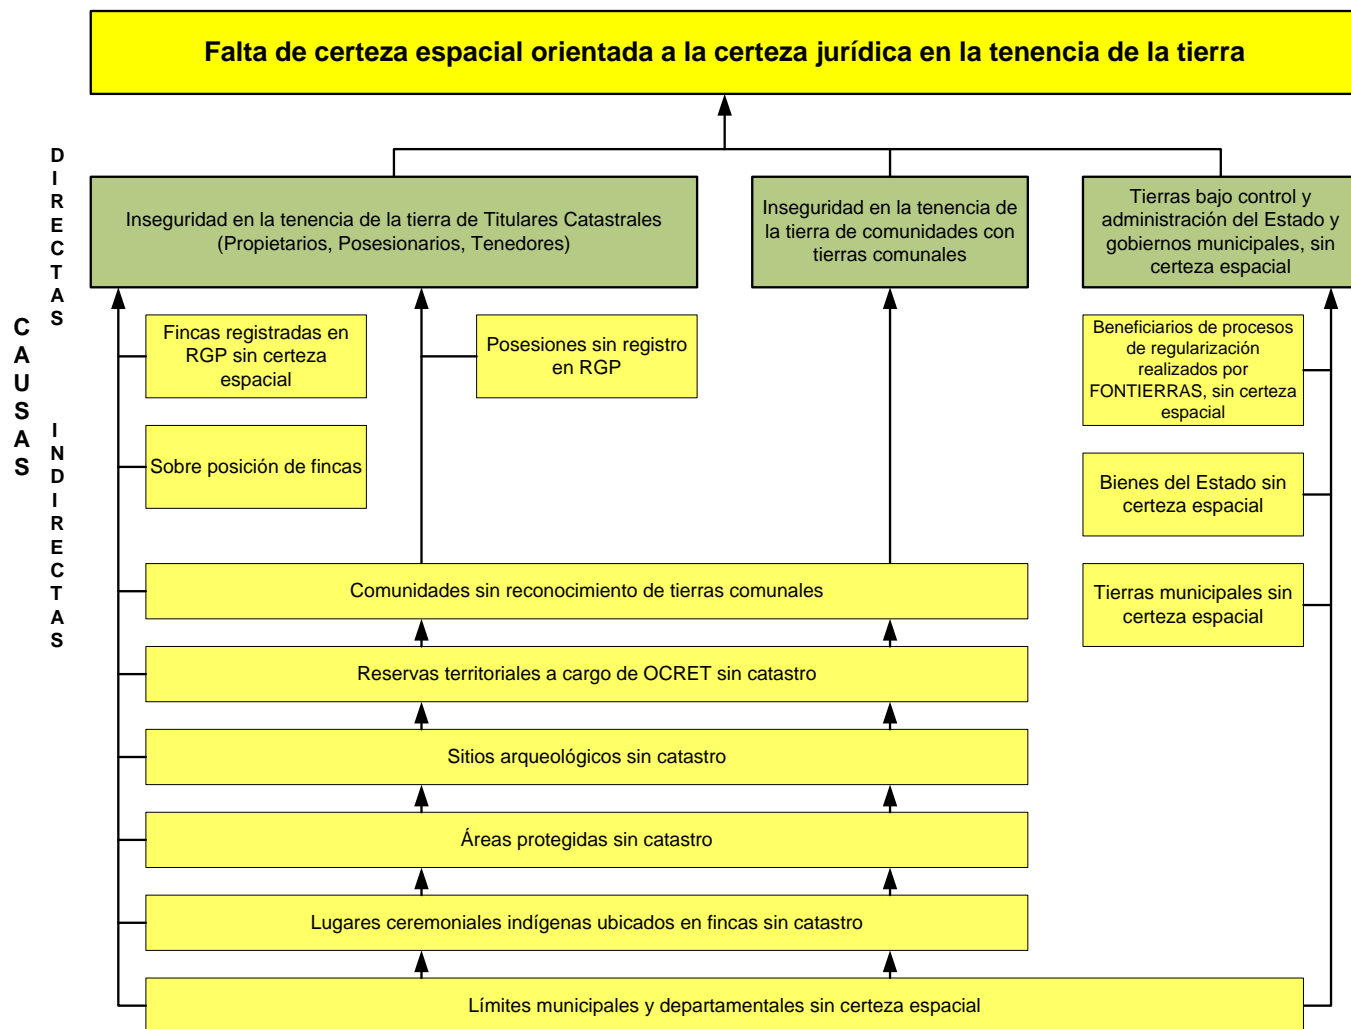 Falta de certeza espacial orientada a la certeza jurídica en la tenencia de la tierra
CAUSAS
DIRECTAS
Inseguridad en la tenencia de la tierra de Titulares Catastrales
(Propietarios, Posesionarios, Tenedores)
Inseguridad en la tenencia de
la tierra de comunidades con
tierras comunales
Tierras bajo control y
administración del Estado y
gobiernos municipales, sin
certeza espacial
INDIRECTAS
Fincas registradas en
RGP sin certeza
espacial
Posesiones sin registro
en RGP
Beneficiarios de procesos
de regularización
realizados por
FONTIERRAS, sin certeza
espacial
Sobre posición de fincas
Bienes del Estado sin
certeza espacial
Comunidades sin reconocimiento de tierras comunales
Tierras municipales sin
certeza espacial
Reservas territoriales a cargo de OCRET sin catastro
Sitios arqueológicos sin catastro
Áreas protegidas sin catastro
Lugares ceremoniales indígenas ubicados en fincas sin catastro
Límites municipales y departamentales sin certeza espacial